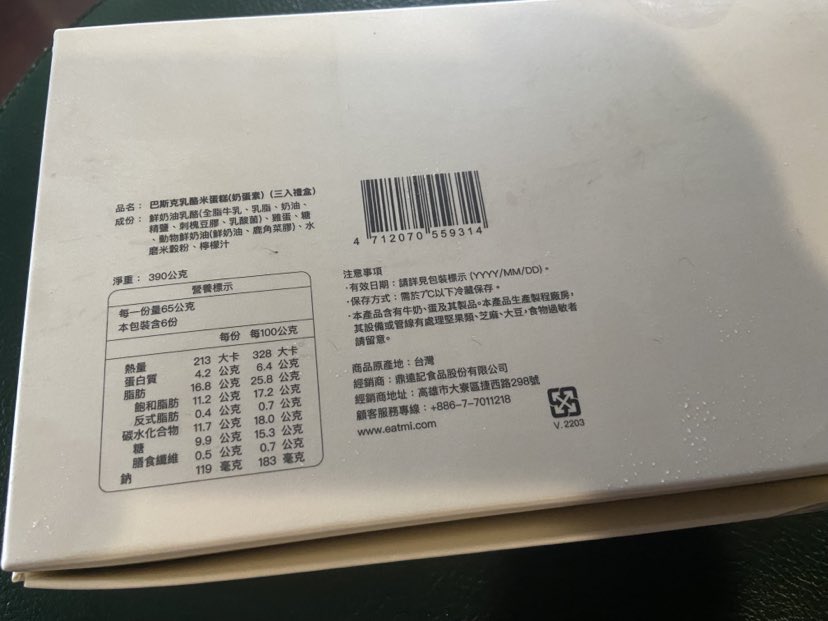 品名：巴斯克乳酪米蛋糕(奶蛋素)（三入禮盒）
成份：鮮奶油乳酪(全脂牛乳、乳脂、奶油、
精鹽、刺槐豆膠、乳酸菌)、雞蛋、糖
、動物鮮奶油(鮮奶油、鹿角菜膠)、水
磨米穀粉、檸檬汁
淨重：390公克
營養標示
每一份量65公克
本包裝含6份
每份 每100公克
熱量 213 大卡 328 大卡
蛋白質 4.2 公克 6.4 公克
脂肪 16.8 公克 25.8 公克
飽和脂肪 11.2 公克 17.2 公克
反式脂肪 0.4 公克 0.7 公克
碳水化合物 11.7 公克 18.0 公克
糖 9.9 公克 15.3 公克
膳食纖維 0.5 公克 0.7 公克
鈉 119 毫克 183 毫克
4 712070 559314
注意事項
·有效日期：請詳見包裝標示 (YYYY/MM/DD)。
·保存方式：需於7℃以下冷藏保存。
·本產品含有牛奶、蛋及其製品。本產品生產製程廠房，
其設備或管線有處理堅果類、芝麻、大豆，食物過敏者
請留意。
商品原產地：台灣
經銷商：鼎遠記食品股份有限公司
經銷商地址：高雄市大寮區捷西路298號
顧客服務專線：+886-7-7011218
www.eatmi.com
V. 2203